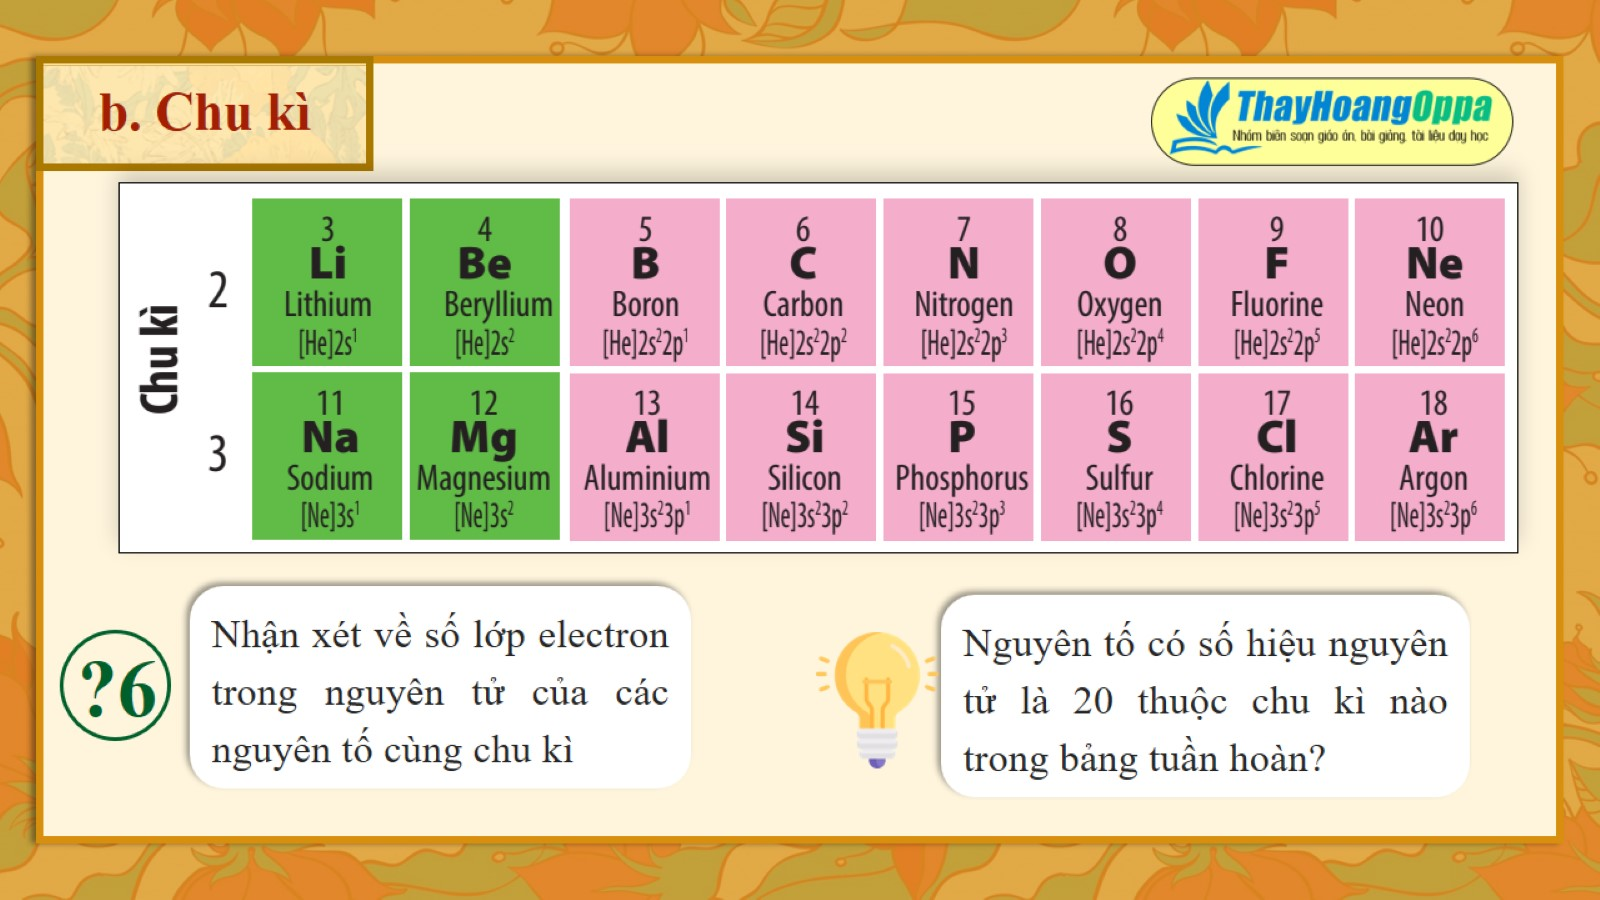 b. Chu kì
ThayHoangOppa
Nhóm biên soạn giáo án, bài giảng, tài liệu dạy học
Chu kì
2
3 4 5 6 7 8 9 10
Li Be B C N O F Ne
Lithium Beryllium Boron Carbon Nitrogen Oxygen Fluorine Neon
[He]2s¹ [He]2s² [He]2s²2p¹ [He]2s²2p² [He]2s²2p³ [He]2s²2p⁴ [He]2s²2p⁵ [He]2s²2p⁶
3
11 12 13 14 15 16 17 18
Na Mg Al Si P S Cl Ar
Sodium Magnesium Aluminium Silicon Phosphorus Sulfur Chlorine Argon
[Ne]3s¹ [Ne]3s² [Ne]3s²3p¹ [Ne]3s²3p² [Ne]3s²3p³ [Ne]3s²3p⁴ [Ne]3s²3p⁵ [Ne]3s²3p⁶
?6
Nhận xét về số lớp electron
trong nguyên tử của các
nguyên tố cùng chu kì
Nguyên tố có số hiệu nguyên
tử là 20 thuộc chu kì nào
trong bảng tuần hoàn?